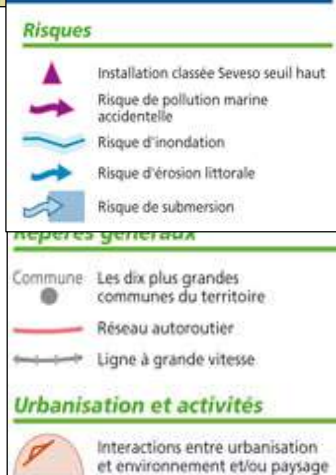 Risques
Installation classée Seveso seuil haut
Risque de pollution marine
accidentelle
Risque d'inondation
Risque d'érosion littorale
Risque de submersion
Repères généraux
Commune
Les dix plus grandes
communes du territoire
Réseau autoroutier
Ligne à grande vitesse
Urbanisation et activités
Interactions entre urbanisation
et environnement et/ou paysage